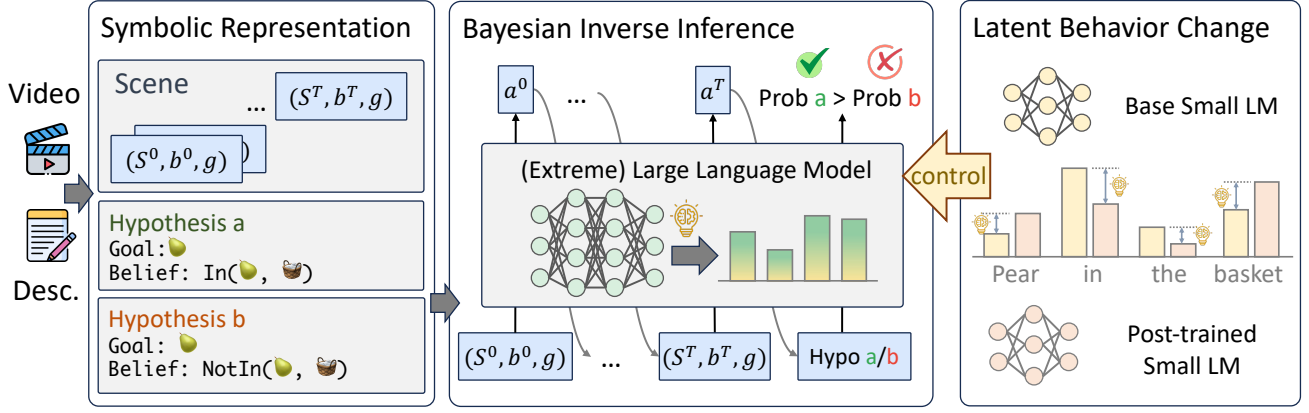 Video
Desc.
Symbolic Representation
Scene
... (S^T, b^T, g)
(S^0, b^0, g) )
Hypothesis a
Goal:
Belief: In( , )
Hypothesis b
Goal:
Belief: NotIn( , )
Bayesian Inverse Inference
a^0 ... a^T
Prob a > Prob b
(Extreme) Large Language Model
(S^0, b^0, g) ... (S^T, b^T, g) Hypo a/b
control
Latent Behavior Change
Base Small LM
Pear in the basket
Post-trained
Small LM